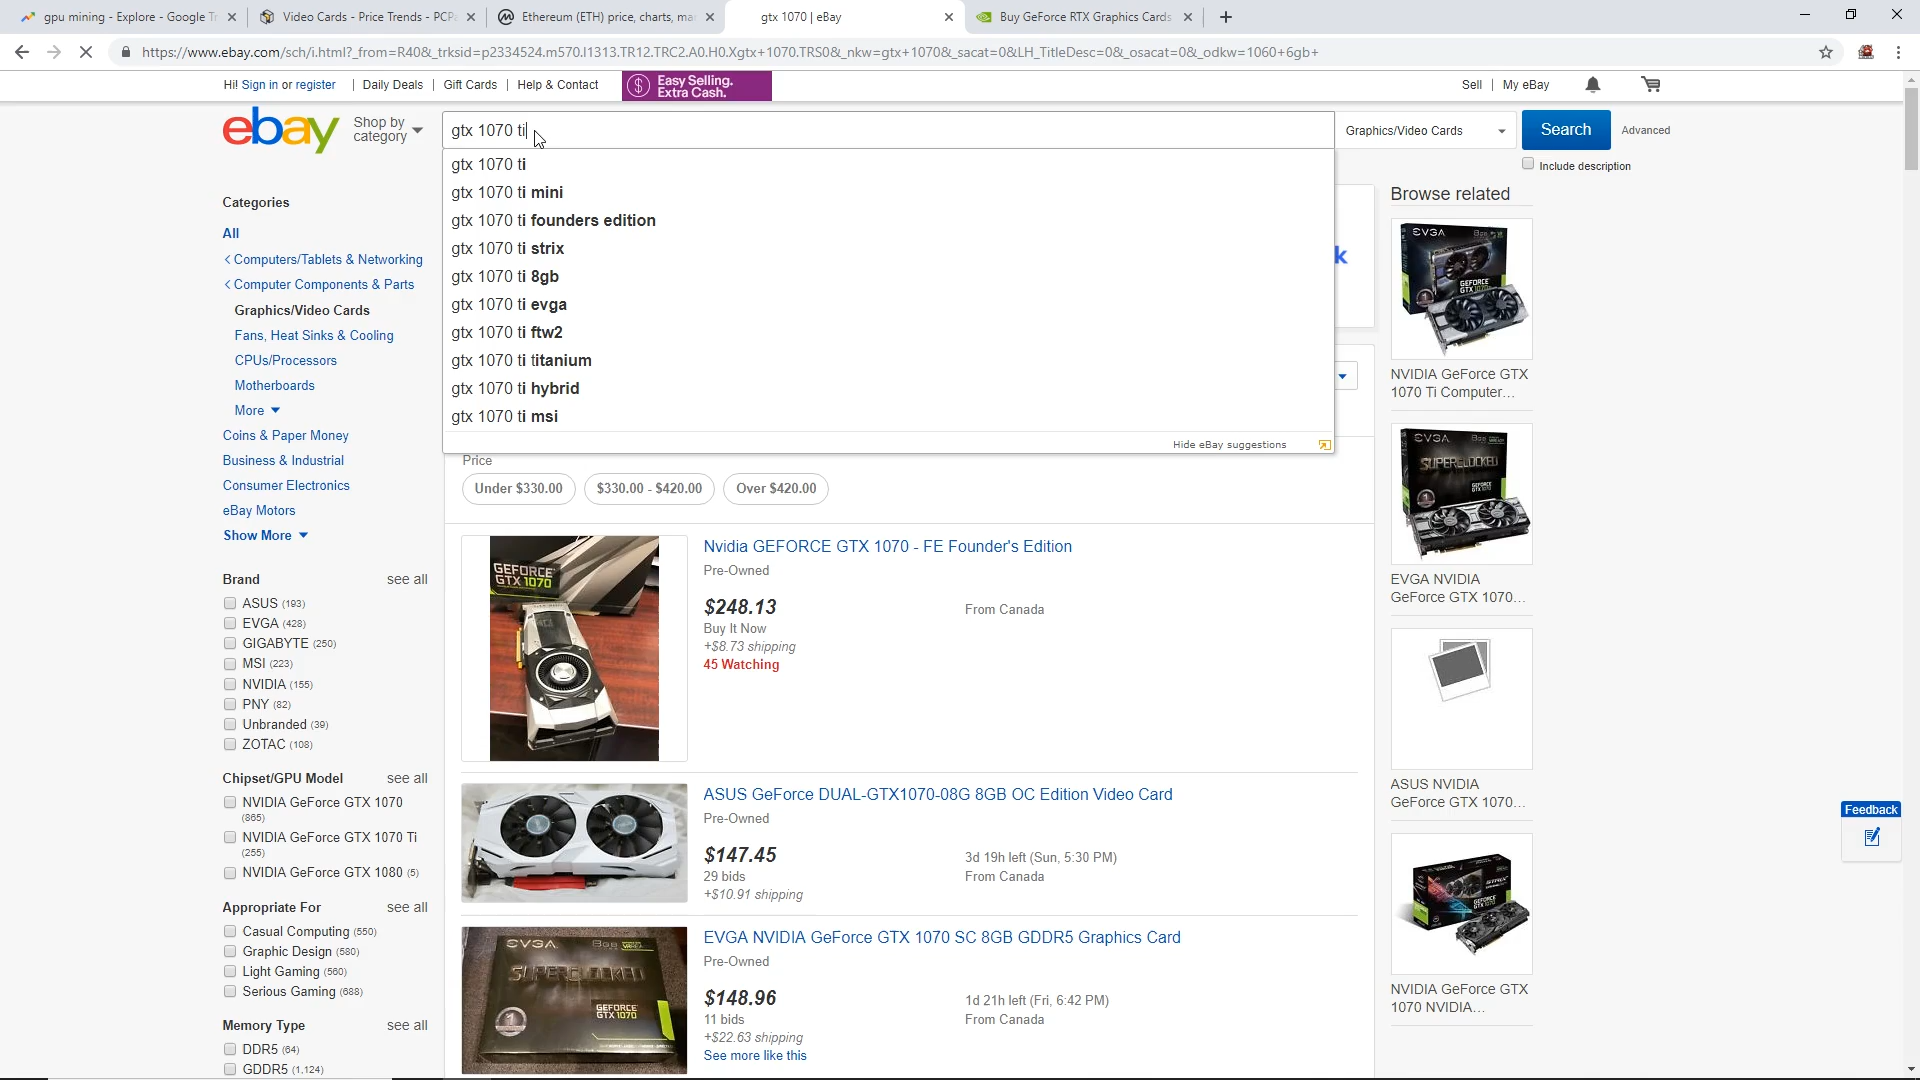 gpu mining - Explore - Google Tr
Video Cards - Price Trends - PCPa
Ethereum (ETH) price, charts, mar
gtx 1070 | eBay
Buy GeForce RTX Graphics Cards
https://www.ebay.com/sch/i.html?_from=R40&_trksid=p2334524.m570.l1313.TR12.TRC2.A0.H0.Xgtx+1070.TRS0&_nkw=gtx+1070&_sacat=0&LH_TitleDesc=0&_osacat=0&_odkw=1060+6gb+
Hi! Sign in or register
Daily Deals
Gift Cards
Help & Contact
Easy Selling.
Extra Cash.
Sell
My eBay
ebay
Shop by
category
gtx 1070 ti
Graphics/Video Cards
Search
Advanced
Include description
gtx 1070 ti
gtx 1070 ti mini
gtx 1070 ti founders edition
gtx 1070 ti strix
gtx 1070 ti 8gb
gtx 1070 ti evga
gtx 1070 ti ftw2
gtx 1070 ti titanium
gtx 1070 ti hybrid
gtx 1070 ti msi
Hide eBay suggestions
k
Categories
All
Computers/Tablets & Networking
Computer Components & Parts
Graphics/Video Cards
Fans, Heat Sinks & Cooling
CPUs/Processors
Motherboards
More
Coins & Paper Money
Business & Industrial
Consumer Electronics
eBay Motors
Show More
Brand
see all
ASUS (193)
EVGA (428)
GIGABYTE (250)
MSI (223)
NVIDIA (155)
PNY (82)
Unbranded (39)
ZOTAC (108)
Chipset/GPU Model
see all
NVIDIA GeForce GTX 1070
(865)
NVIDIA GeForce GTX 1070 Ti
(255)
NVIDIA GeForce GTX 1080 (5)
Appropriate For
see all
Casual Computing (550)
Graphic Design (580)
Light Gaming (560)
Serious Gaming (688)
Memory Type
see all
DDR5 (64)
GDDR5 (1,124)
Price
Under $330.00
$330.00 - $420.00
Over $420.00
GEFORCE
GTX 1070
Nvidia GEFORCE GTX 1070 - FE Founder's Edition
Pre-Owned
$248.13
From Canada
Buy It Now
+$8.73 shipping
45 Watching
ASUS GeForce DUAL-GTX1070-08G 8GB OC Edition Video Card
Pre-Owned
$147.45
3d 19h left (Sun, 5:30 PM)
29 bids
From Canada
+$10.91 shipping
EVGA
SUPERCLOCKED
GEFORCE
GTX 1070
EVGA NVIDIA GeForce GTX 1070 SC 8GB GDDR5 Graphics Card
Pre-Owned
$148.96
1d 21h left (Fri, 6:42 PM)
11 bids
From Canada
+$22.63 shipping
See more like this
Browse related
EVGA
NVIDIA GeForce GTX
1070 Ti Computer...
EVGA
SUPERCLOCKED
EVGA NVIDIA
GeForce GTX 1070...
ASUS NVIDIA
GeForce GTX 1070...
STRIX
NVIDIA GeForce GTX
1070 NVIDIA...
Feedback